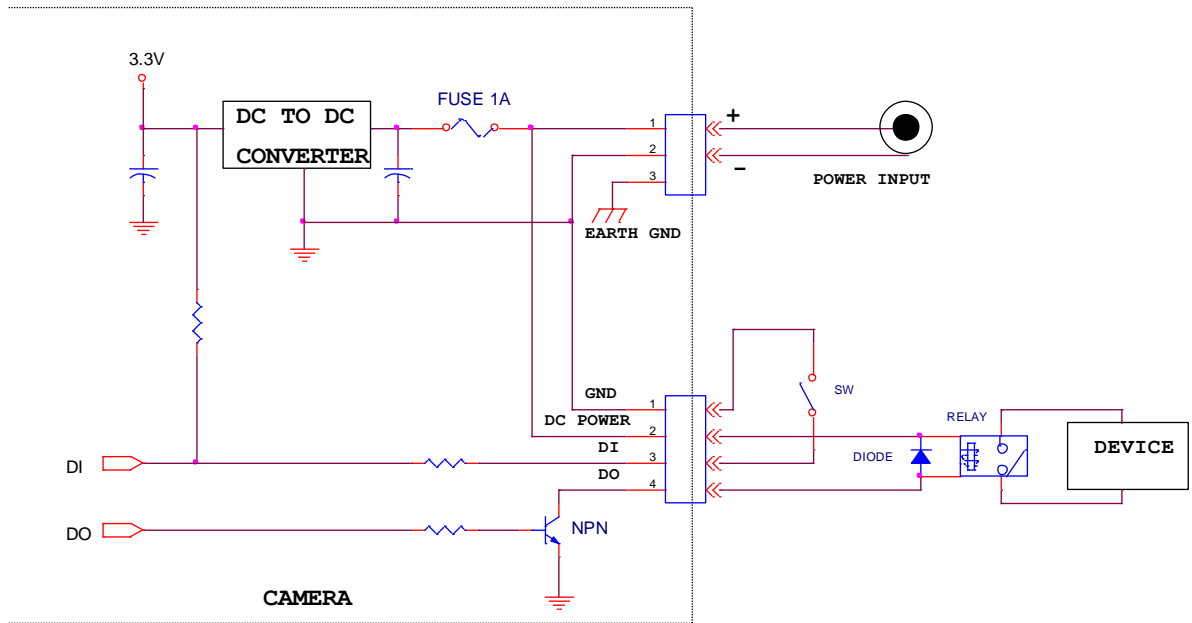 3.3V
FUSE 1A
DC TO DC
CONVERTER
1
2
3
+
-
POWER INPUT
EARTH GND
GND
DC POWER
DI
DO
1
2
3
4
SW
RELAY
DIODE
DEVICE
DI
DO
NPN
CAMERA